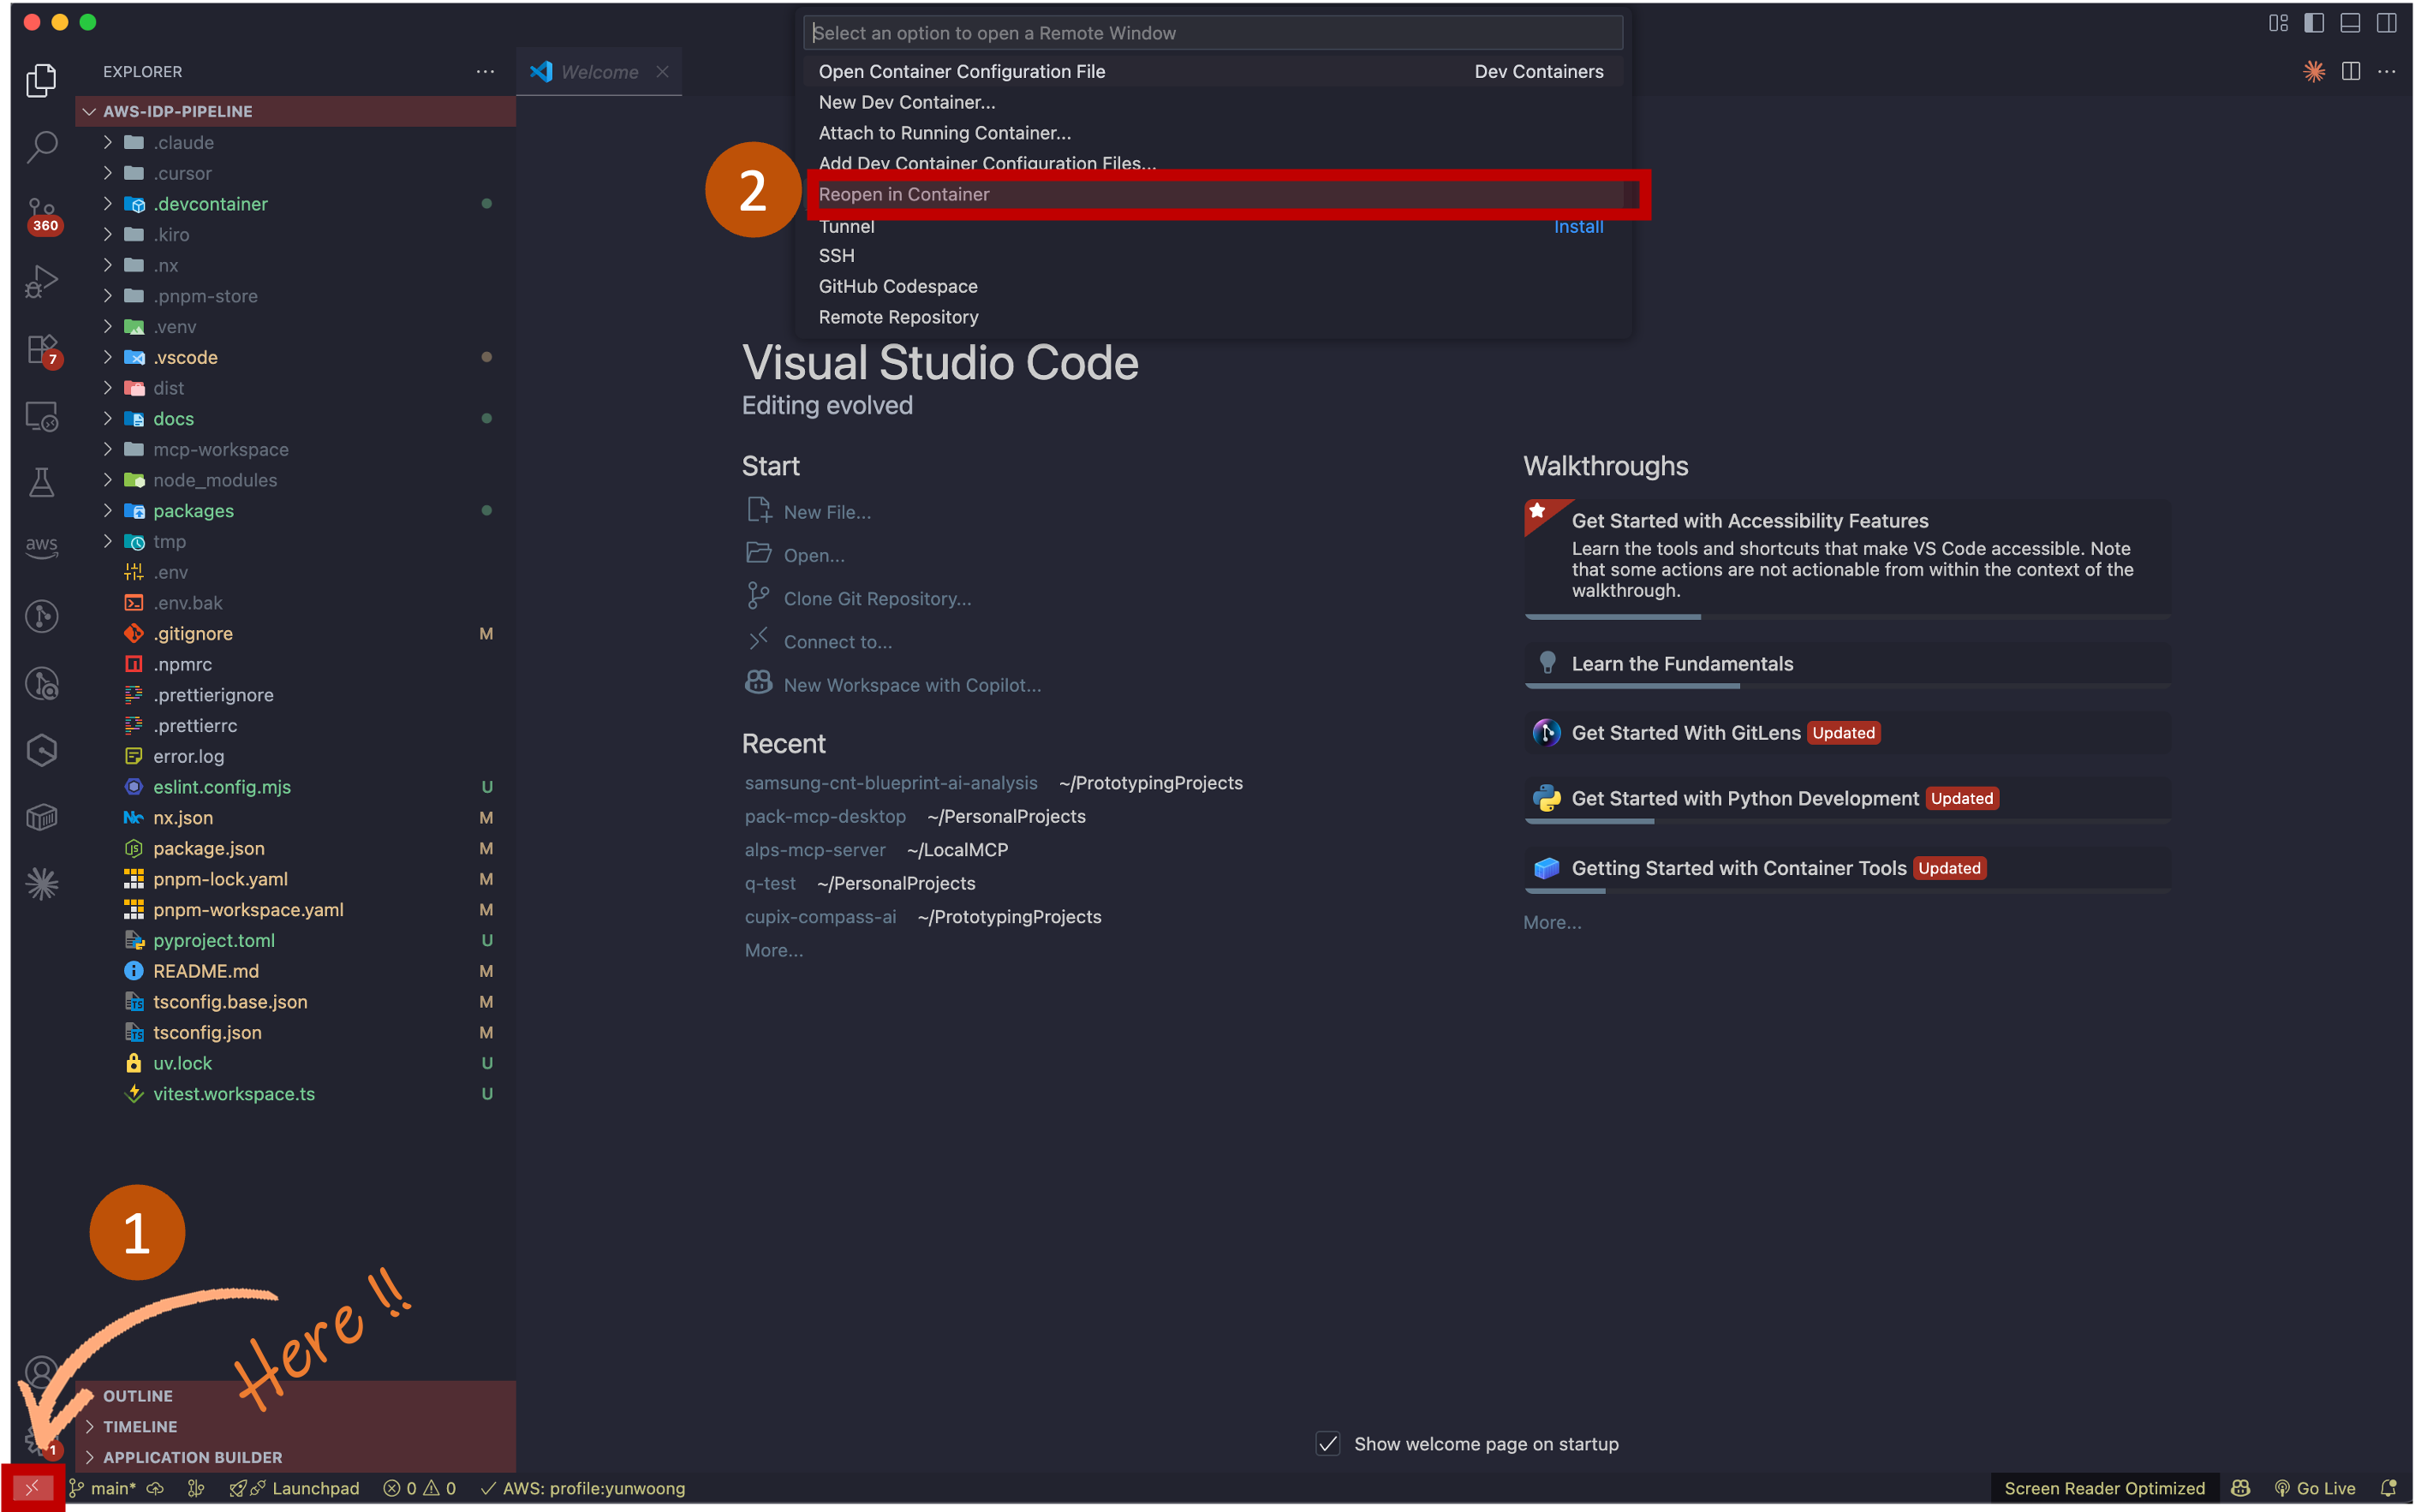 Select an option to open a Remote Window
Open Container Configuration File
Dev Containers
New Dev Container...
Attach to Running Container...
Add Dev Container Configuration Files...
2
Reopen in Container
Tunnel
Install
SSH
GitHub Codespace
Remote Repository
EXPLORER
Welcome
AWS-IDP-PIPELINE
.claude
.cursor
.devcontainer
.kiro
.nx
.pnpm-store
.venv
.vscode
dist
docs
mcp-workspace
node_modules
packages
tmp
.env
.env.bak
.gitignore M
.npmrc
.prettierignore
.prettierrc
error.log
eslint.config.mjs U
nx.json M
package.json M
pnpm-lock.yaml M
pnpm-workspace.yaml M
pyproject.toml U
README.md M
tsconfig.base.json M
tsconfig.json M
uv.lock U
vitest.workspace.ts U
360
7
aws
Visual Studio Code
Editing evolved
Start
New File...
Open...
Clone Git Repository...
Connect to...
New Workspace with Copilot...
Recent
samsung-cnt-blueprint-ai-analysis ~/PrototypingProjects
pack-mcp-desktop ~/PersonalProjects
alps-mcp-server ~/LocalMCP
q-test ~/PersonalProjects
cupix-compass-ai ~/PrototypingProjects
More...
Walkthroughs
Get Started with Accessibility Features
Learn the tools and shortcuts that make VS Code accessible. Note
that some actions are not actionable from within the context of the
walkthrough.
Learn the Fundamentals
Get Started With GitLens Updated
Get Started with Python Development Updated
Getting Started with Container Tools Updated
More...
1
Here !!
OUTLINE
TIMELINE
APPLICATION BUILDER
1
Show welcome page on startup
main* Launchpad 0 0 AWS: profile:yunwoong
Screen Reader Optimized Go Live